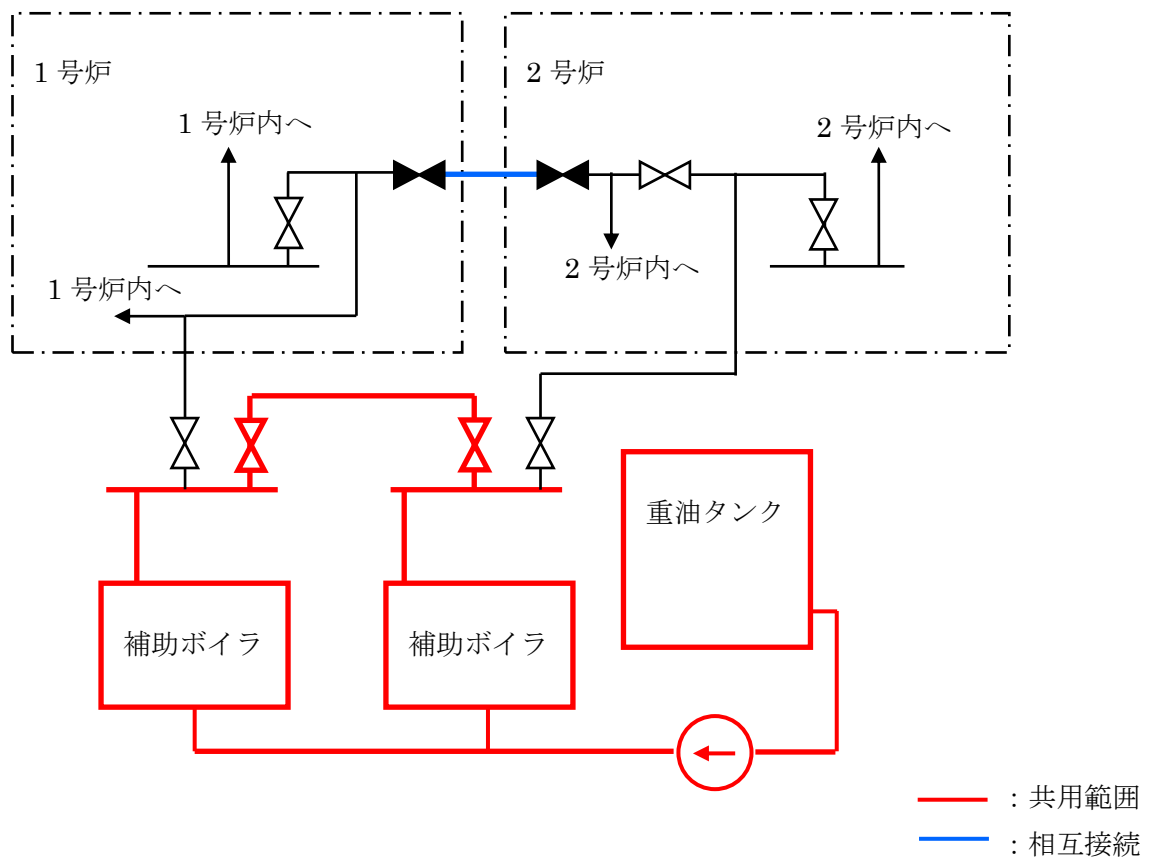 1 号炉
2 号炉
1 号炉内へ
2 号炉内へ
2 号炉内へ
1 号炉内へ
重油タンク
補助ボイラ
補助ボイラ
：共用範囲
：相互接続